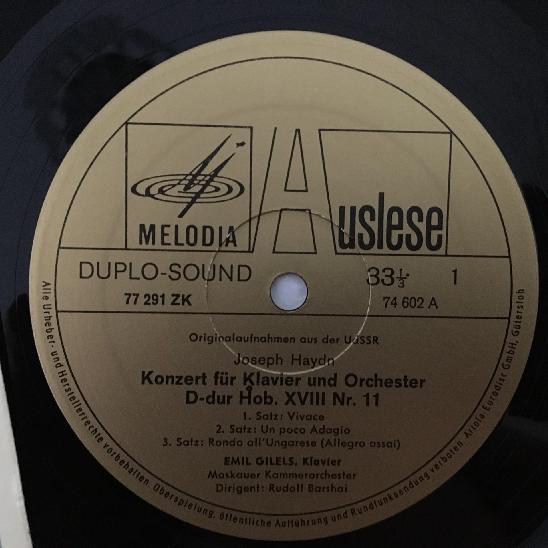 MELODIA
Auslese
DUPLO-SOUND
33⅓ 1
77 291 ZK
74 602 A
Originalaufnahmen aus der UdSSR
Joseph Haydn
Konzert für Klavier und Orchester
D-dur Hob. XVIII Nr. 11
1. Satz: Vivace
2. Satz: Un poco Adagio
3. Satz: Rondo all'Ungarese (Allegro assai)
EMIL GILELS, Klavier
Moskauer Kammerorchester
Dirigent: Rudolf Barshai
Alle Urheber- und Herstellerrechte vorbehalten. Überspielung, öffentliche Aufführung und Rundfunksendung verboten. Ariola-Eurodisc GmbH, Gütersloh